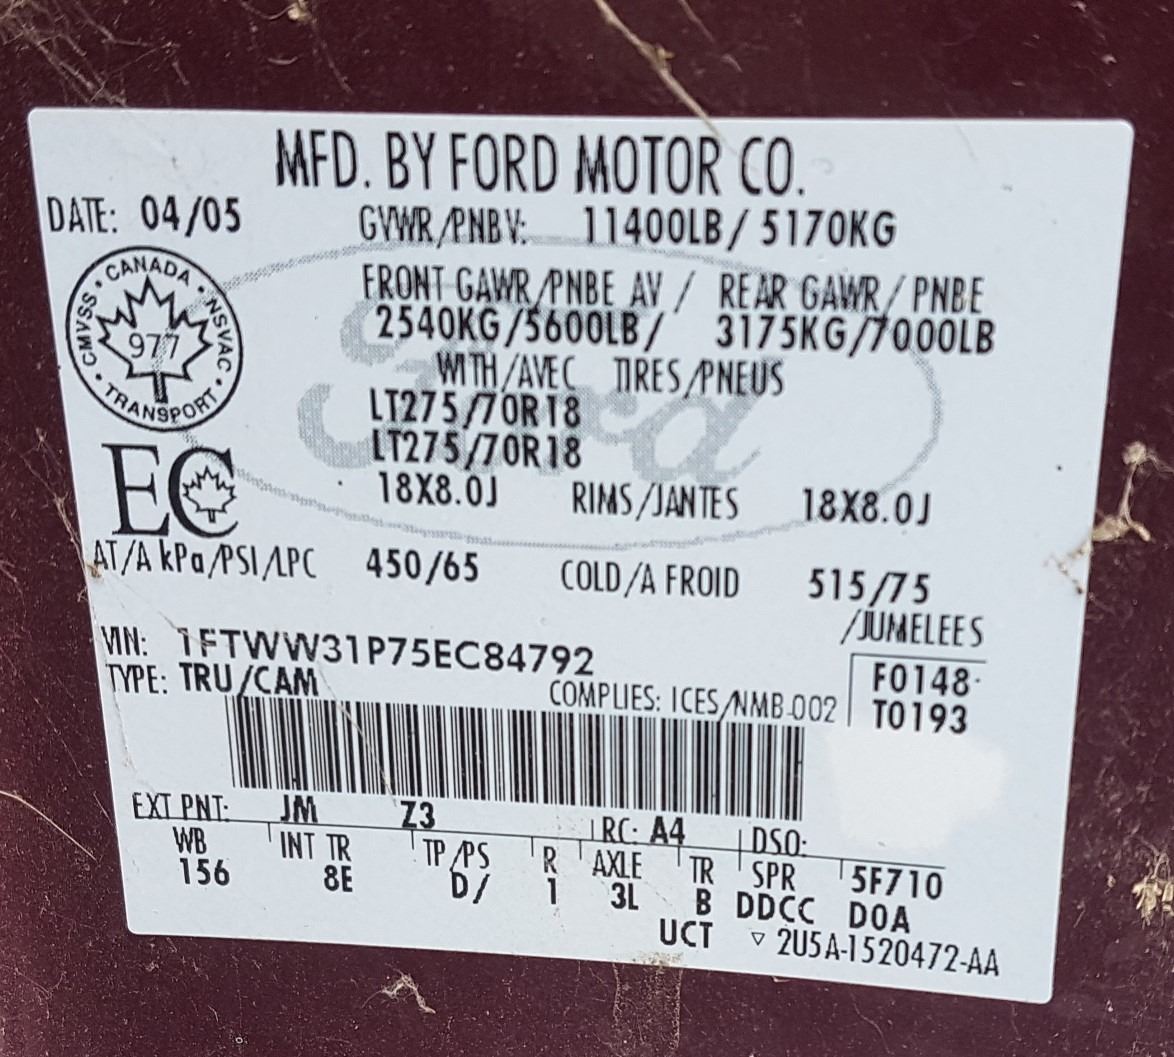 MFD. BY FORD MOTOR CO.
DATE: 04/05
GVWR/PNBV: 11400LB/ 5170KG
FRONT GAWR/PNBE AV / REAR GAWR/ PNBE
2540KG/5600LB/ 3175KG/7000LB
WITH/AVEC TIRES/PNEUS
LT275/70R18
LT275/70R18
18X8.0J RIMS/JANTES 18X8.0J
AT/A kPa/PSI/LPC 450/65 COLD/A FROID 515/75
/JUMELEES
CANADA • NSVAC • TRANSPORT • CMVSS •
977
EC
Ford
VIN: 1FTWW31P75EC84792
TYPE: TRU/CAM
COMPLIES: ICES/NMB-002
F0148
T0193
EXT PNT: JM Z3 RC: A4 DSO:
WB INT TR TP/PS R AXLE TR SPR 5F710
156 8E D/ 1 3L B DDCC D0A
UCT ▽ 2U5A-1520472-AA